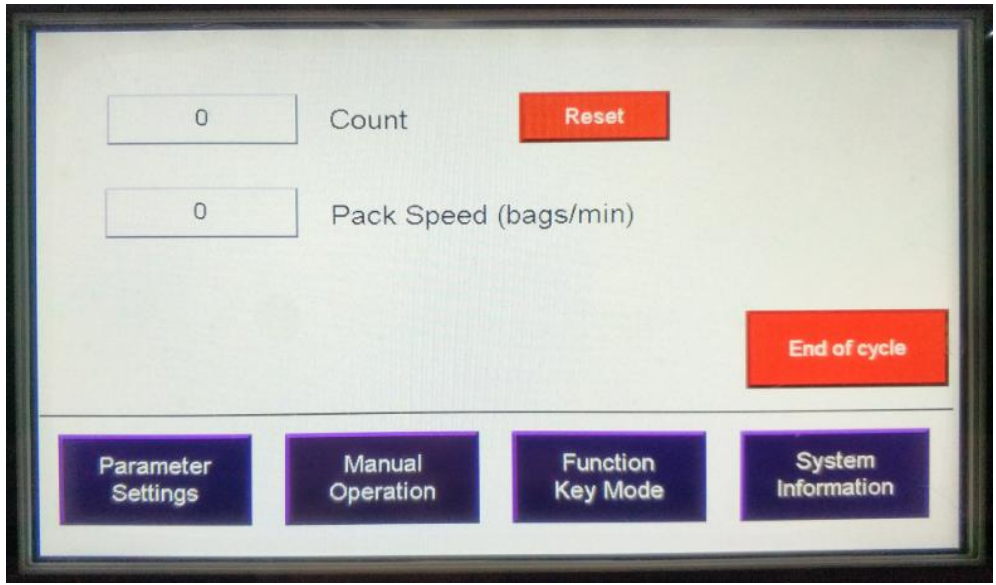 0 Count Reset
0 Pack Speed (bags/min)
End of cycle
Parameter Settings
Manual Operation
Function Key Mode
System Information